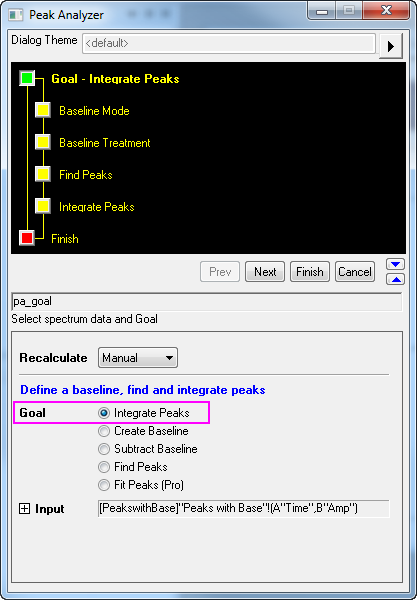 Peak Analyzer
Dialog Theme <default>
Goal - Integrate Peaks
Baseline Mode
Baseline Treatment
Find Peaks
Integrate Peaks
Finish
Prev Next Finish Cancel
pa_goal
Select spectrum data and Goal
Recalculate Manual
Define a baseline, find and integrate peaks
Goal Integrate Peaks
Create Baseline
Subtract Baseline
Find Peaks
Fit Peaks (Pro)
Input [PeakswithBase]"Peaks with Base"!(A"Time",B"Amp")